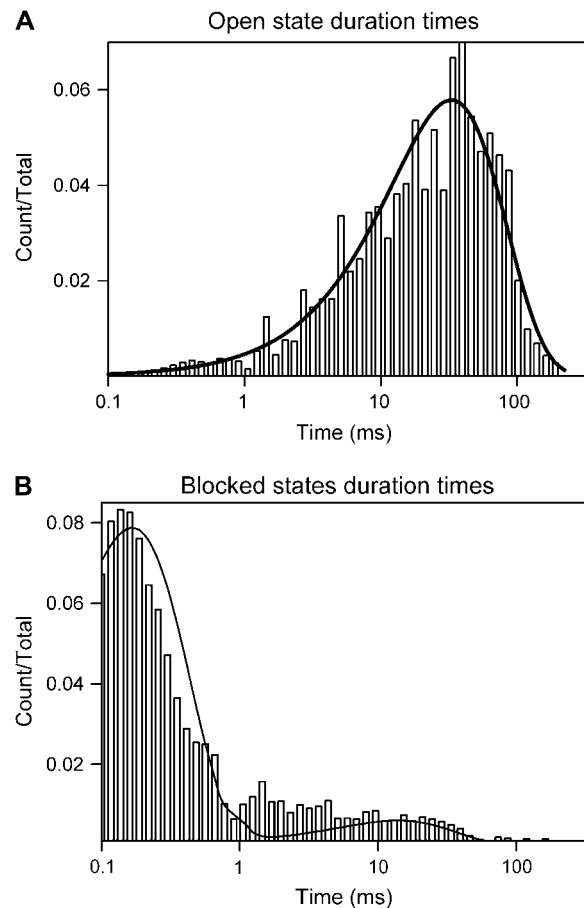 A
Open state duration times
Count/Total
0.06
0.04
0.02
0.1
1
10
100
Time (ms)
B
Blocked states duration times
Count/Total
0.08
0.06
0.04
0.02
0.1
1
10
100
Time (ms)